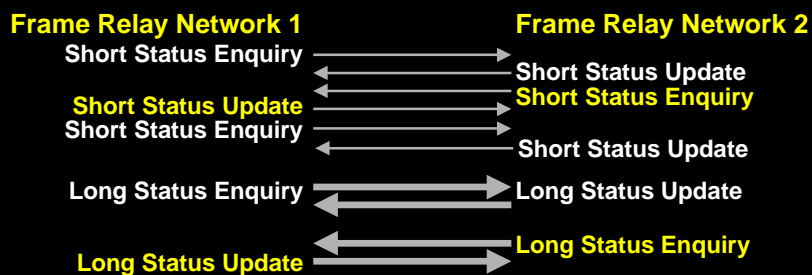 Frame Relay Network 1 Frame Relay Network 2
Short Status Enquiry
Short Status Update
Short Status Enquiry
Short Status Update
Short Status Enquiry
Short Status Update
Long Status Enquiry Long Status Update
Long Status Enquiry
Long Status Update